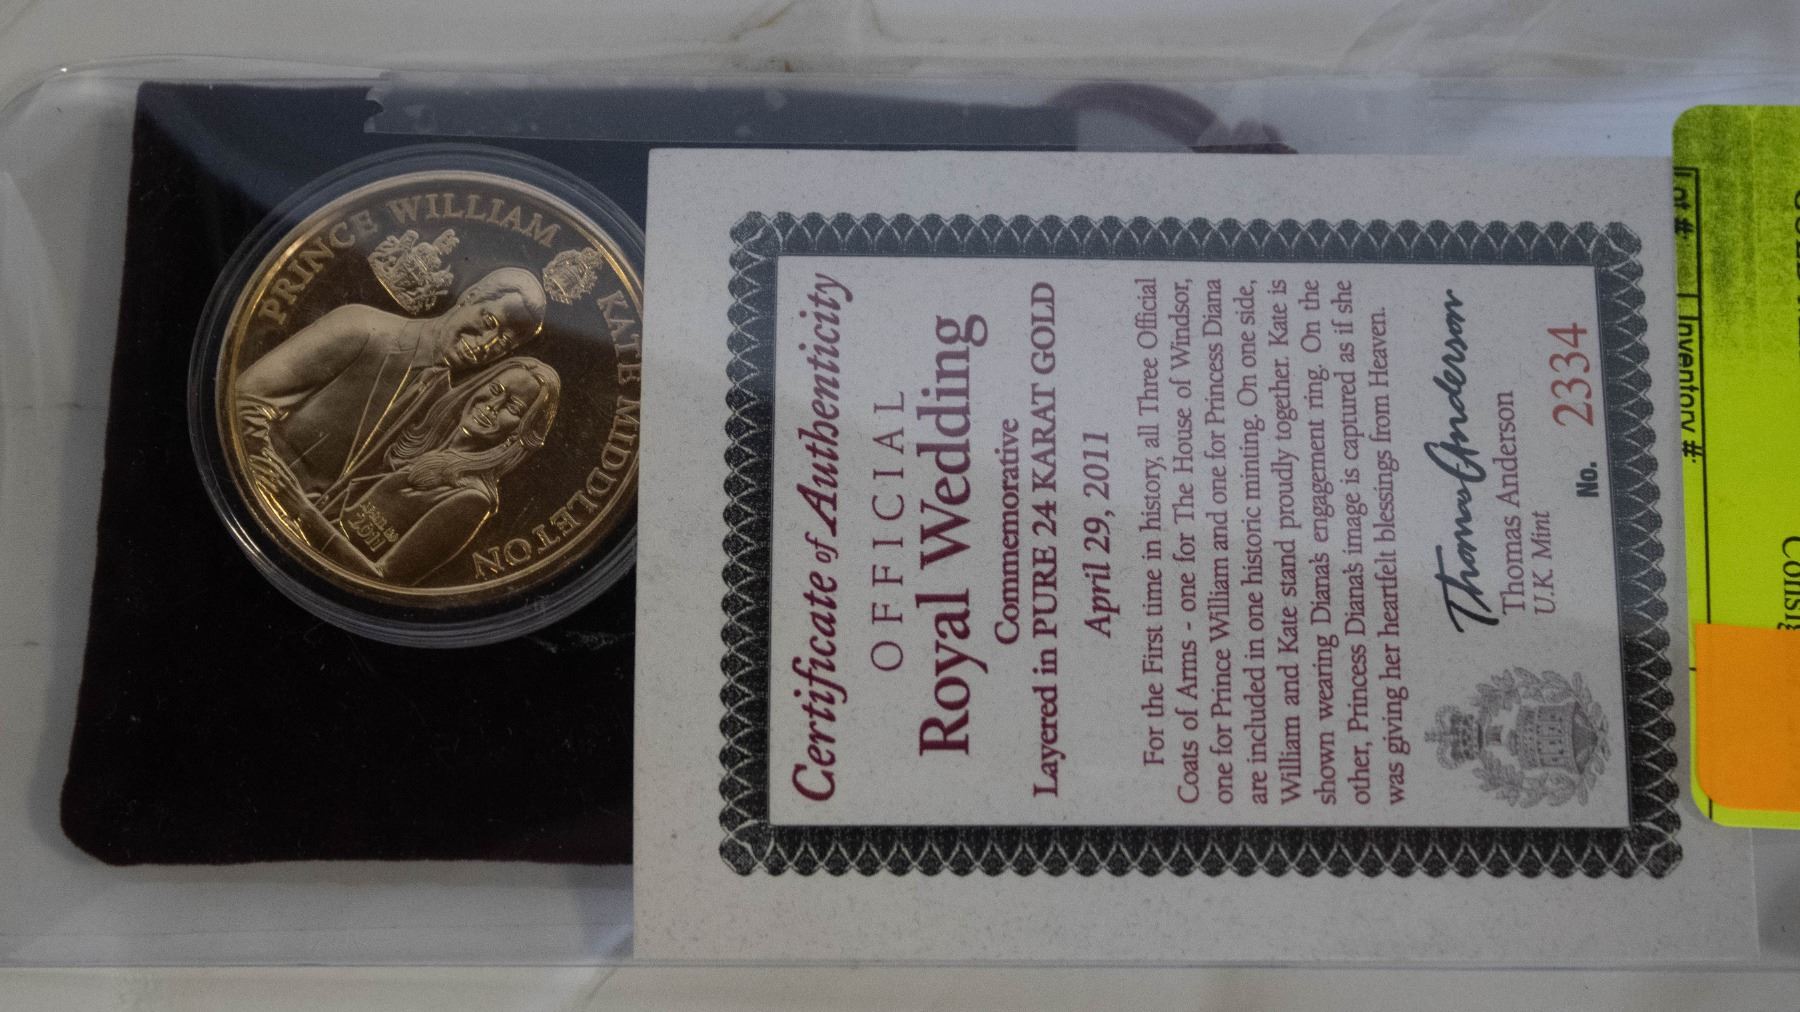 PRINCE WILLIAM
KATE MIDDLETON
2011
Certificate of Authenticity
OFFICIAL
Royal Wedding
Commemorative
Layered in PURE 24 KARAT GOLD
April 29, 2011
For the First time in history, all Three Official
Coats of Arms - one for The House of Windsor,
one for Prince William and one for Princess Diana
are included in one historic minting. On one side,
William and Kate stand proudly together. Kate is
shown wearing Diana's engagement ring. On the
other, Princess Diana's image is captured as if she
was giving her heartfelt blessings from Heaven.
Thomas Anderson
Thomas Anderson
U.K. Mint
No. 2334
Lot #:
Inventory #: